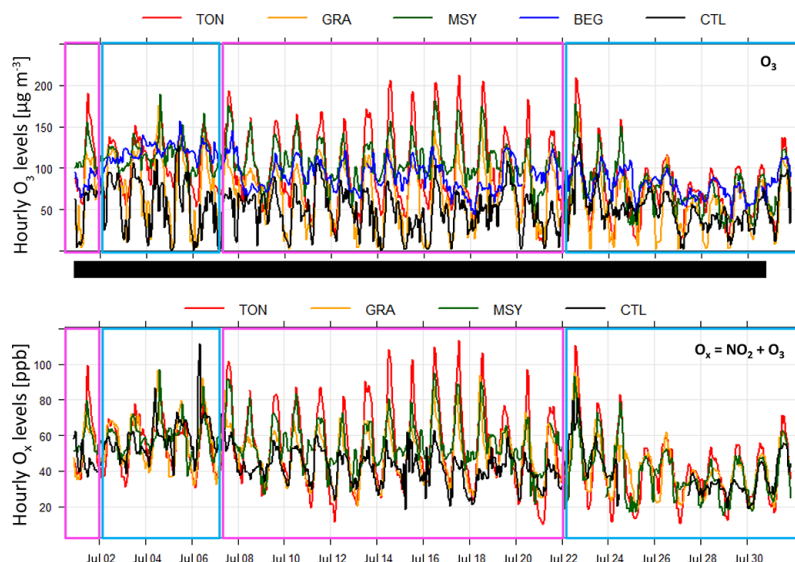 TON GRA MSY BEG CTL
O₃
Hourly O₃ levels [µg m⁻³]
200
150
100
50
TON GRA MSY CTL
Oₓ = NO₂ + O₃
Hourly Oₓ levels [ppb]
100
80
60
40
20
Jul 02 Jul 04 Jul 06 Jul 08 Jul 10 Jul 12 Jul 14 Jul 16 Jul 18 Jul 20 Jul 22 Jul 24 Jul 26 Jul 28 Jul 30